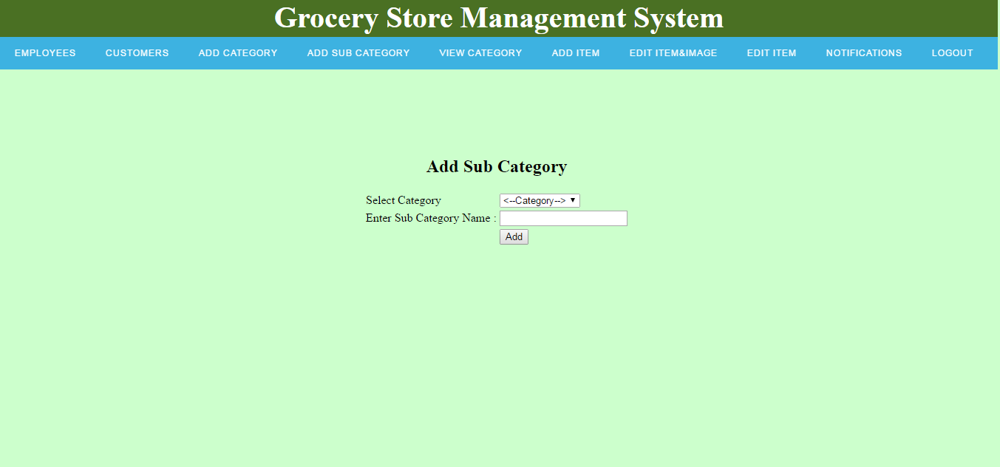 Grocery Store Management System
EMPLOYEES CUSTOMERS ADD CATEGORY ADD SUB CATEGORY VIEW CATEGORY ADD ITEM EDIT ITEM&IMAGE EDIT ITEM NOTIFICATIONS LOGOUT
Add Sub Category
Select Category <--Category-->
Enter Sub Category Name :
Add